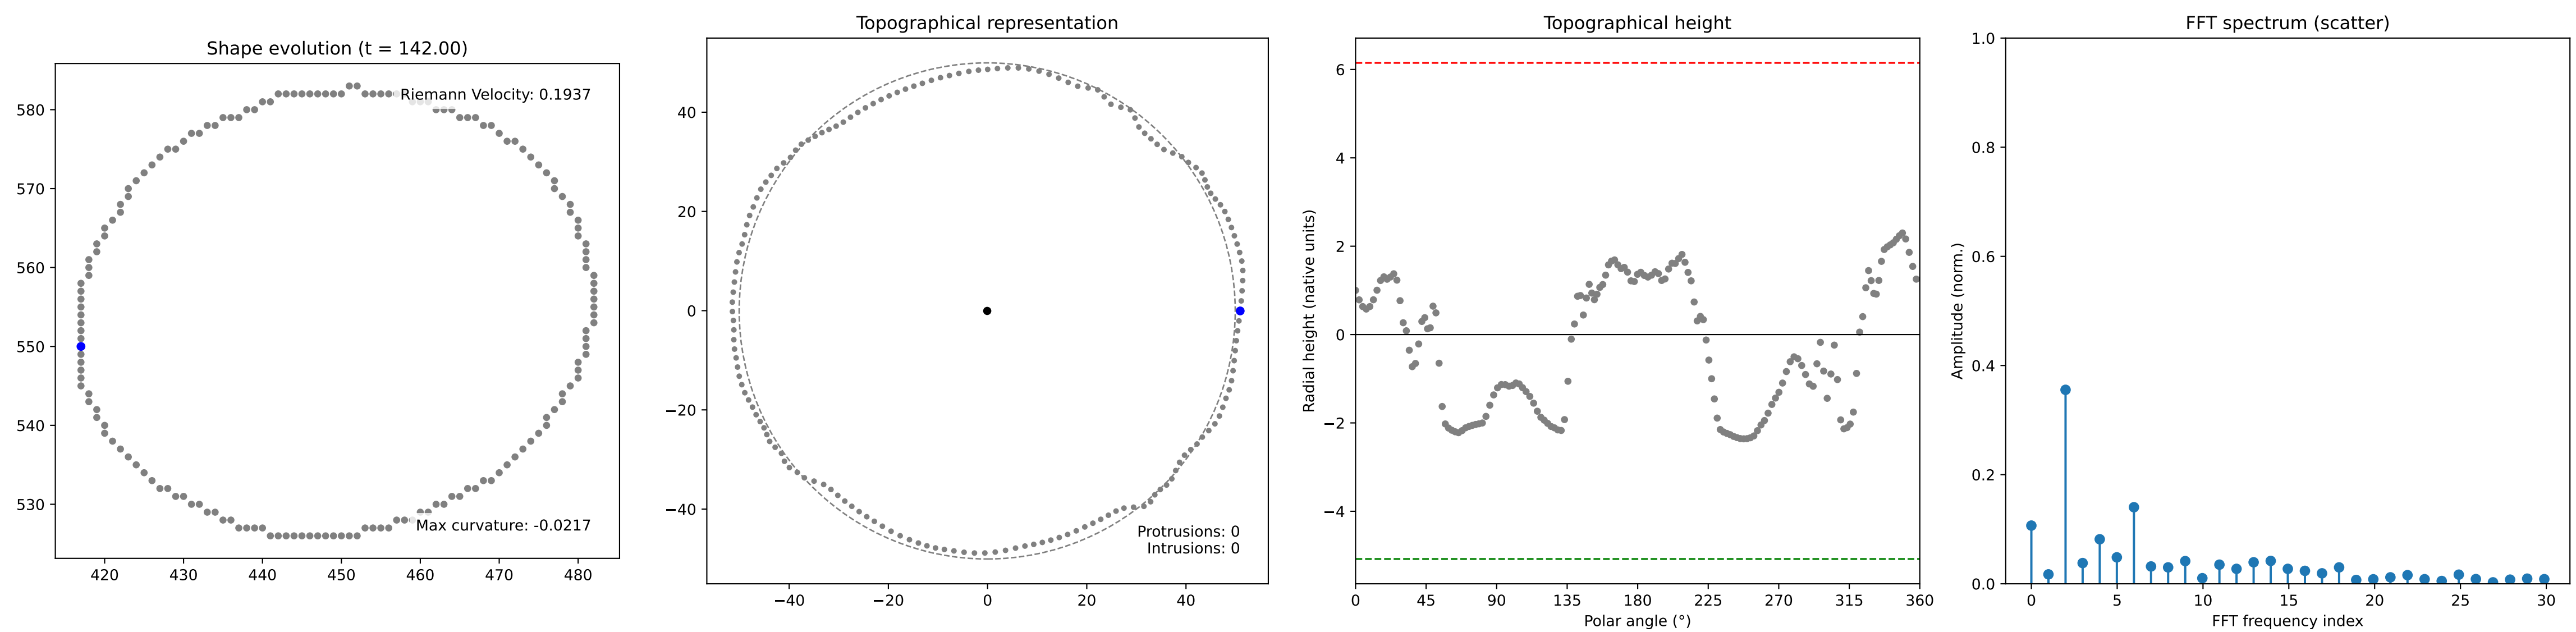 Shape evolution (t = 142.00)
Riemann Velocity: 0.1937
Max curvature: -0.0217
580
570
560
550
540
530
420 430 440 450 460 470 480
Topographical representation
40
20
0
−20
−40
−40 −20 0 20 40
Protrusions: 0
Intrusions: 0
Topographical height
Radial height (native units)
6
4
2
0
−2
−4
0 45 90 135 180 225 270 315 360
Polar angle (°)
FFT spectrum (scatter)
Amplitude (norm.)
1.0
0.8
0.6
0.4
0.2
0.0
0 5 10 15 20 25 30
FFT frequency index